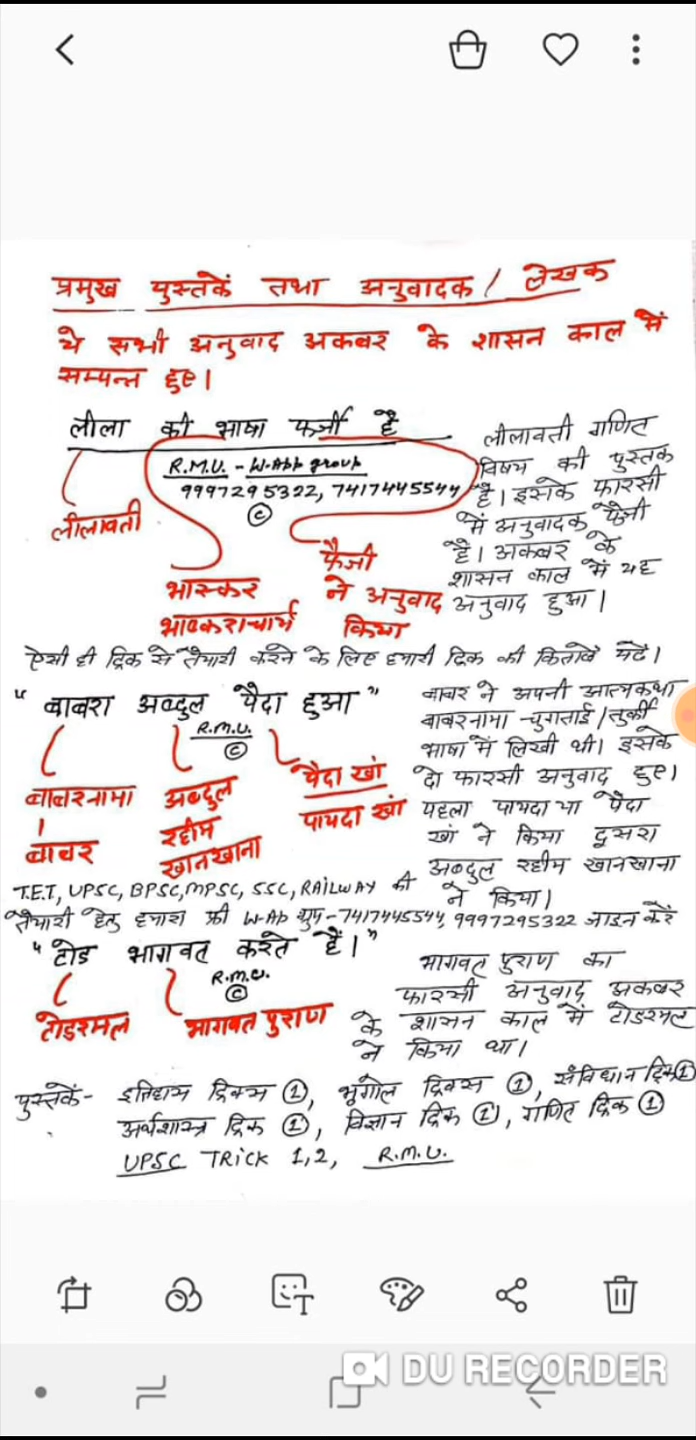 प्रमुख पुस्तकें तथा अनुवादक / लेखक
ये सभी अनुवाद अकबर के शासन काल में
सम्पन्न हुए।
लीला की भाषा फर्जी है
R.M.U. - W-App group
9997295322, 7417445544
©
लीलावती
भास्कर
भाष्कराचार्य
फैजी
ने अनुवाद
किया
लीलावती गणित
विषय की पुस्तक
है। इसके फारसी
में अनुवादक फैजी
है। अकबर के
शासन काल में यह
अनुवाद हुआ।
ऐसी ही ट्रिक से तैयारी करने के लिए हमारी ट्रिक की किताबें पढें।
"बाबरा अब्दुल पैदा हुआ"
R.M.U.
©
बाबरनामा
बाबर
अब्दुल
रहीम
खानखाना
पैदा खां
पायदा खां
बाबर ने अपनी आत्मकथा
बाबरनामा चुगताई/तुर्की
भाषा में लिखी थी। इसके
दो फारसी अनुवाद हुए।
पहला पायदा या पैदा
खां ने किया दूसरा
अब्दुल रहीम खानखाना
ने किया।
T.E.T, UPSC, BPSC, MPSC, SSC, RAILWAY की
तैयारी हेतु हमारा फ्री W-Ap ग्रुप-7417445544, 9997295322 जाइन करें
"टोड भागवत करते हैं।"
R.M.U.
©
टोडरमल
भागवत पुराण
भागवत पुराण का
फारसी अनुवाद अकबर
के शासन काल में टोडरमल
ने किया था।
पुस्तकें- इतिहास ट्रिक्स 1, भूगोल ट्रिक्स 1, संविधान ट्रिक 1
अर्थशास्त्र ट्रिक 1, विज्ञान ट्रिक 1, गणित ट्रिक 1
UPSC TRICK 1,2, R.M.U.
T
DU RECORDER